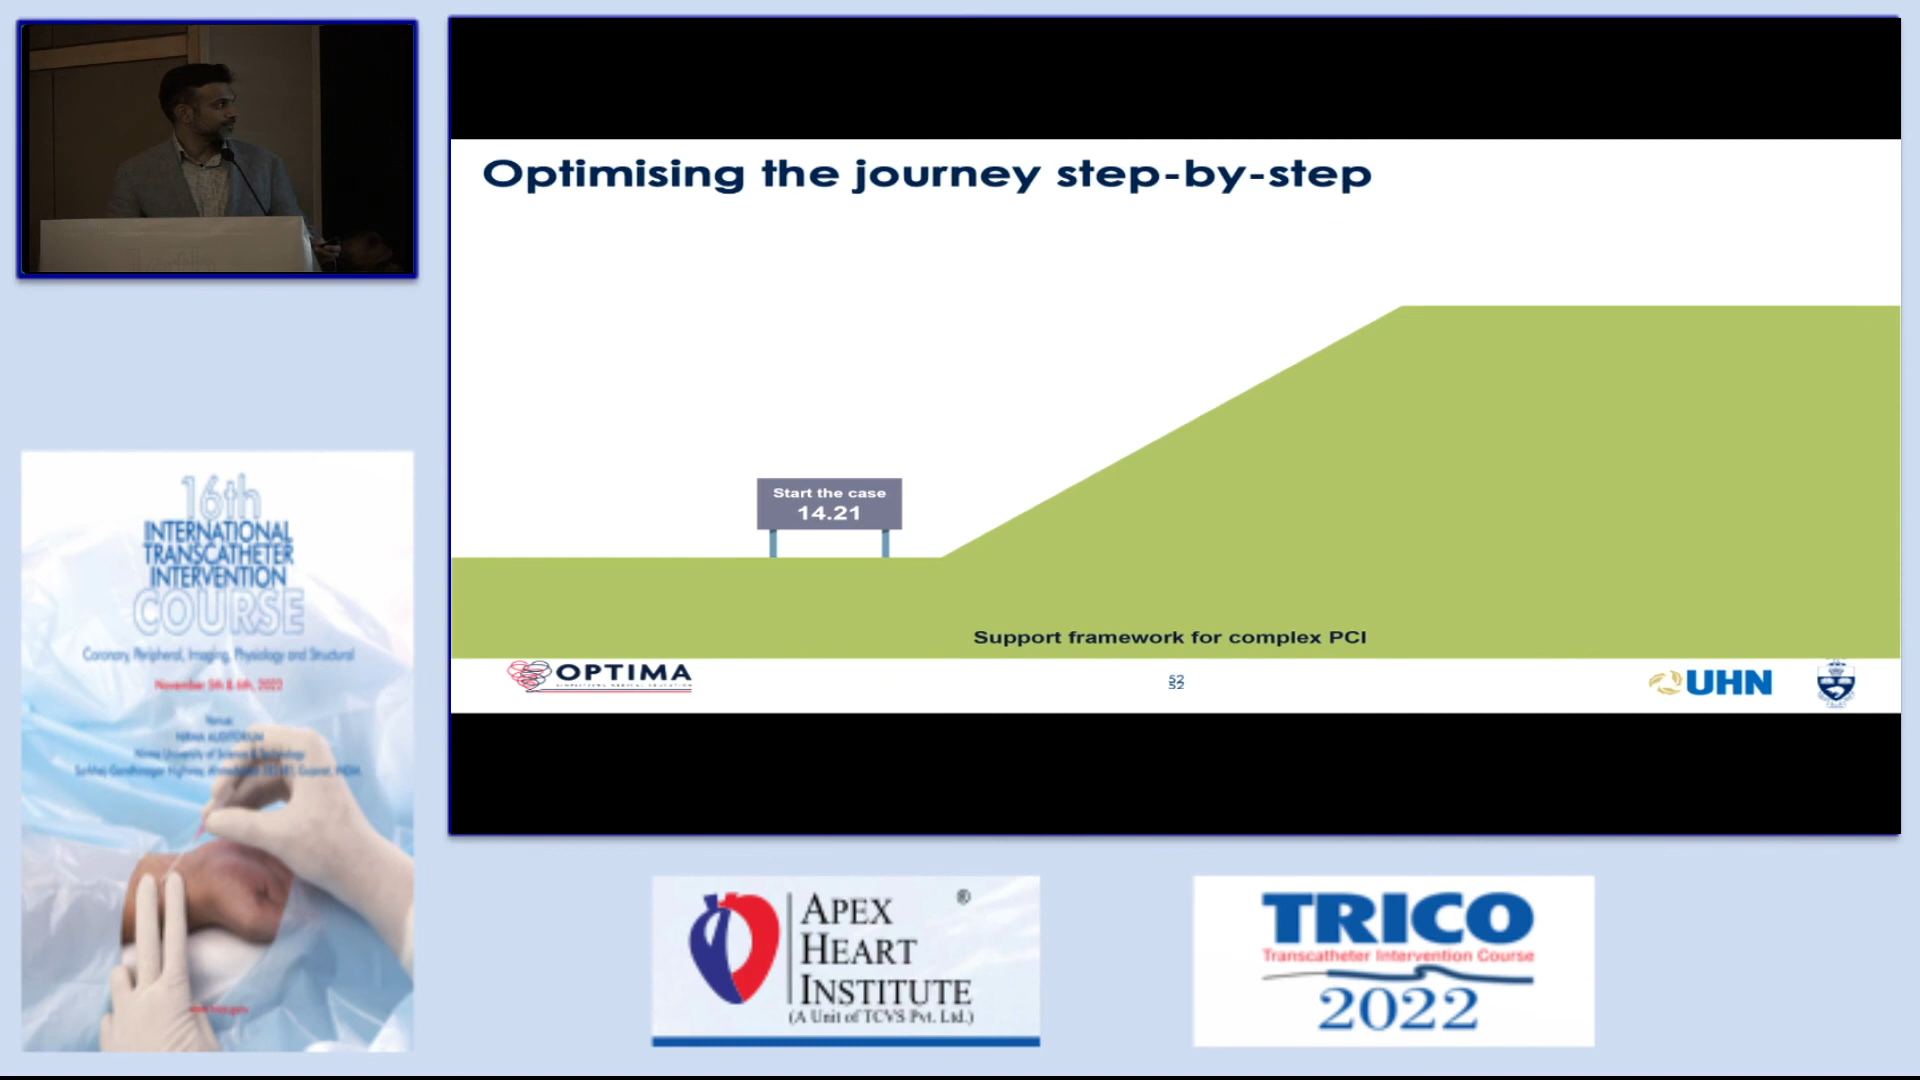 Optimising the journey step-by-step
Start the case
14.21
Support framework for complex PCI
OPTIMA
52
UHN
16th
INTERNATIONAL
TRANSCATHETER
INTERVENTION
COURSE
Coronary, Peripheral, Imaging, Physiology and Structural
November 5th & 6th, 2022
APEX
HEART
INSTITUTE
®
(A Unit of TCVS Pvt. Ltd.)
TRICO
Transcatheter Intervention Course
2022